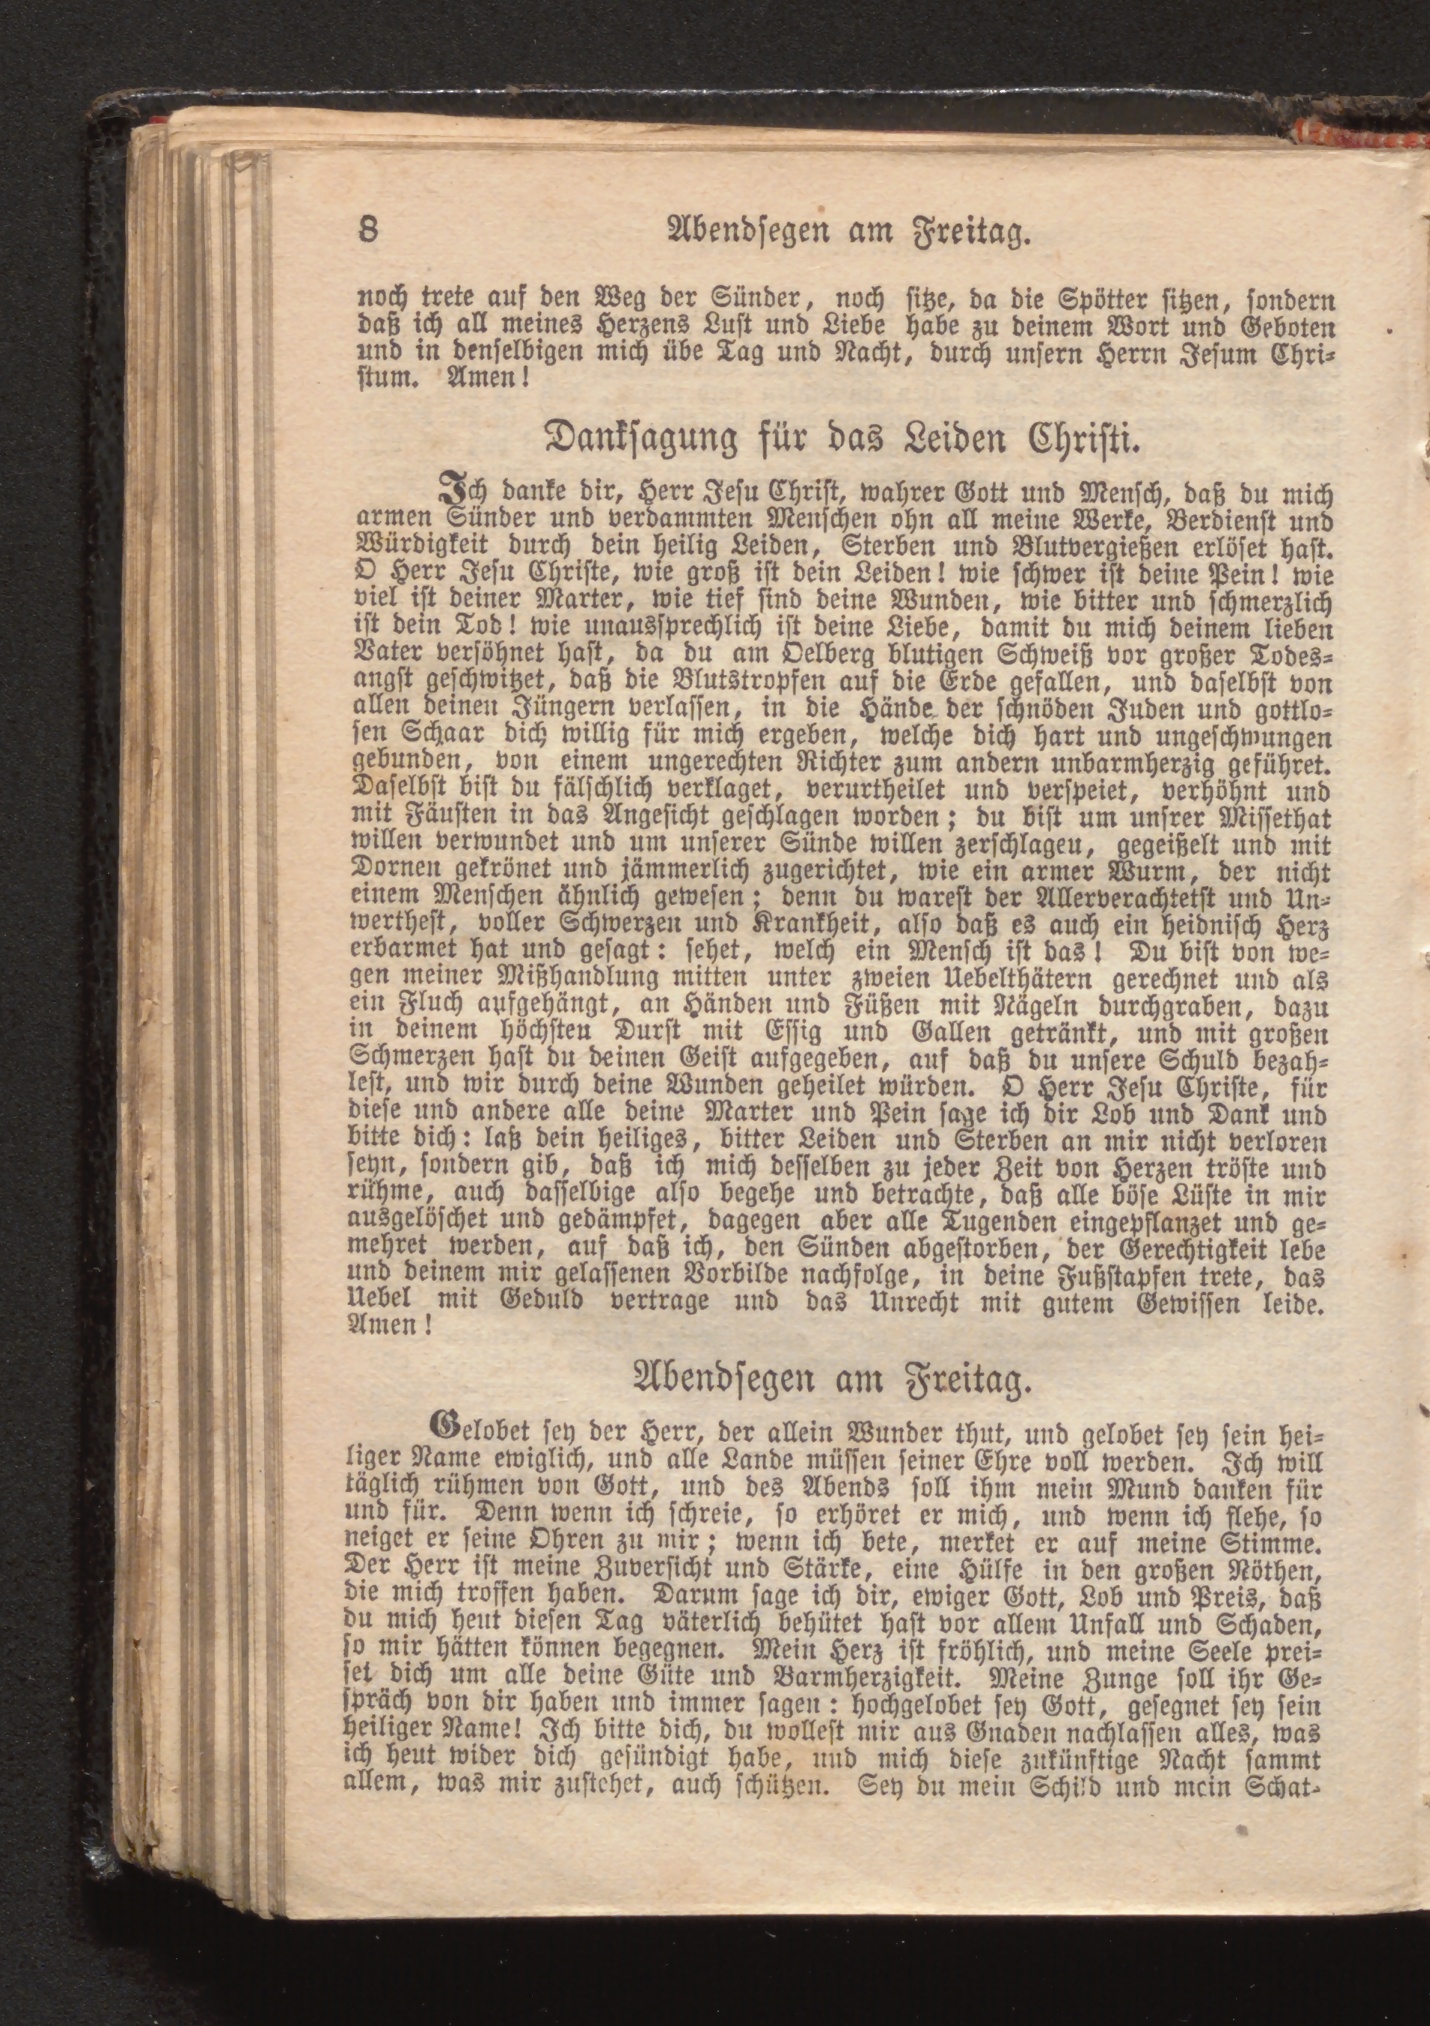 8 Abendsegen am Freitag.
noch trete auf den Weg der Sünder, noch sitze, da die Spötter sitzen, sondern
daß ich all meines Herzens Lust und Liebe habe zu deinem Wort und Geboten
und in denselbigen mich übe Tag und Nacht, durch unsern Herrn Jesum Chri-
stum. Amen!
Danksagung für das Leiden Christi.
Ich danke dir, Herr Jesu Christ, wahrer Gott und Mensch, daß du mich
armen Sünder und verdammten Menschen ohn all meine Werke, Verdienst und
Würdigkeit durch dein heilig Leiden, Sterben und Blutvergießen erlöset hast.
O Herr Jesu Christe, wie groß ist dein Leiden! wie schwer ist deine Pein! wie
viel ist deiner Marter, wie tief sind deine Wunden, wie bitter und schmerzlich
ist dein Tod! wie unaussprechlich ist deine Liebe, damit du mich deinem lieben
Vater versöhnet hast, da du am Oelberg blutigen Schweiß vor großer Todes-
angst geschwitzet, daß die Blutstropfen auf die Erde gefallen, und daselbst von
allen deinen Jüngern verlassen, in die Hände der schnöden Juden und gottlo-
sen Schaar dich willig für mich ergeben, welche dich hart und ungeschwungen
gebunden, von einem ungerechten Richter zum andern unbarmherzig geführet.
Daselbst bist du fälschlich verklaget, verurtheilet und verspeiet, verhöhnt und
mit Fäusten in das Angesicht geschlagen worden; du bist um unsrer Missethat
willen verwundet und um unserer Sünde willen zerschlagen, gegeißelt und mit
Dornen gekrönet und jämmerlich zugerichtet, wie ein armer Wurm, der nicht
einem Menschen ähnlich gewesen; denn du warest der Allerverachtetst und Un-
werthest, voller Schwerzen und Krankheit, also daß es auch ein heidnisch Herz
erbarmet hat und gesagt: sehet, welch ein Mensch ist das! Du bist von we-
gen meiner Mißhandlung mitten unter zweien Uebelthätern gerechnet und als
ein Fluch aufgehängt, an Händen und Füßen mit Nägeln durchgraben, dazu
in deinem höchsten Durst mit Essig und Gallen getränkt, und mit großen
Schmerzen hast du deinen Geist aufgegeben, auf daß du unsere Schuld bezah-
lest, und wir durch deine Wunden geheilet würden. O Herr Jesu Christe, für
diese und andere alle deine Marter und Pein sage ich dir Lob und Dank und
bitte dich: laß dein heiliges, bitter Leiden und Sterben an mir nicht verloren
seyn, sondern gib, daß ich mich desselben zu jeder Zeit von Herzen tröste und
rühme, auch dasselbige also begehe und betrachte, daß alle böse Lüste in mir
ausgelöschet und gedämpfet, dagegen aber alle Tugenden eingepflanzet und ge-
mehret werden, auf daß ich, den Sünden abgestorben, der Gerechtigkeit lebe
und deinem mir gelassenen Vorbilde nachfolge, in deine Fußstapfen trete, das
Uebel mit Geduld vertrage und das Unrecht mit gutem Gewissen leide.
Amen!
Abendsegen am Freitag.
Gelobet sey der Herr, der allein Wunder thut, und gelobet sey sein hei-
liger Name ewiglich, und alle Lande müssen seiner Ehre voll werden. Ich will
täglich rühmen von Gott, und des Abends soll ihm mein Mund danken für
und für. Denn wenn ich schreie, so erhöret er mich, und wenn ich flehe, so
neiget er seine Ohren zu mir; wenn ich bete, merket er auf meine Stimme.
Der Herr ist meine Zuversicht und Stärke, eine Hülfe in den großen Nöthen,
die mich troffen haben. Darum sage ich dir, ewiger Gott, Lob und Preis, daß
du mich heut diesen Tag väterlich behütet hast vor allem Unfall und Schaden,
so mir hätten können begegnen. Mein Herz ist fröhlich, und meine Seele prei-
set dich um alle deine Güte und Barmherzigkeit. Meine Zunge soll ihr Ge-
spräch von dir haben und immer sagen: hochgelobet sey Gott, gesegnet sey sein
heiliger Name! Ich bitte dich, du wollest mir aus Gnaden nachlassen alles, was
ich heut wider dich gesündigt habe, und mich diese zukünftige Nacht sammt
allem, was mir zustehet, auch schützen. Sey du mein Schild und mein Schat-